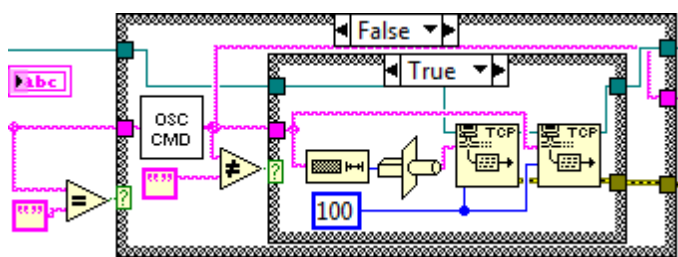 False
True
abc
OSC
CMD
TCP
TCP
""
≠
?
""
=
?
100